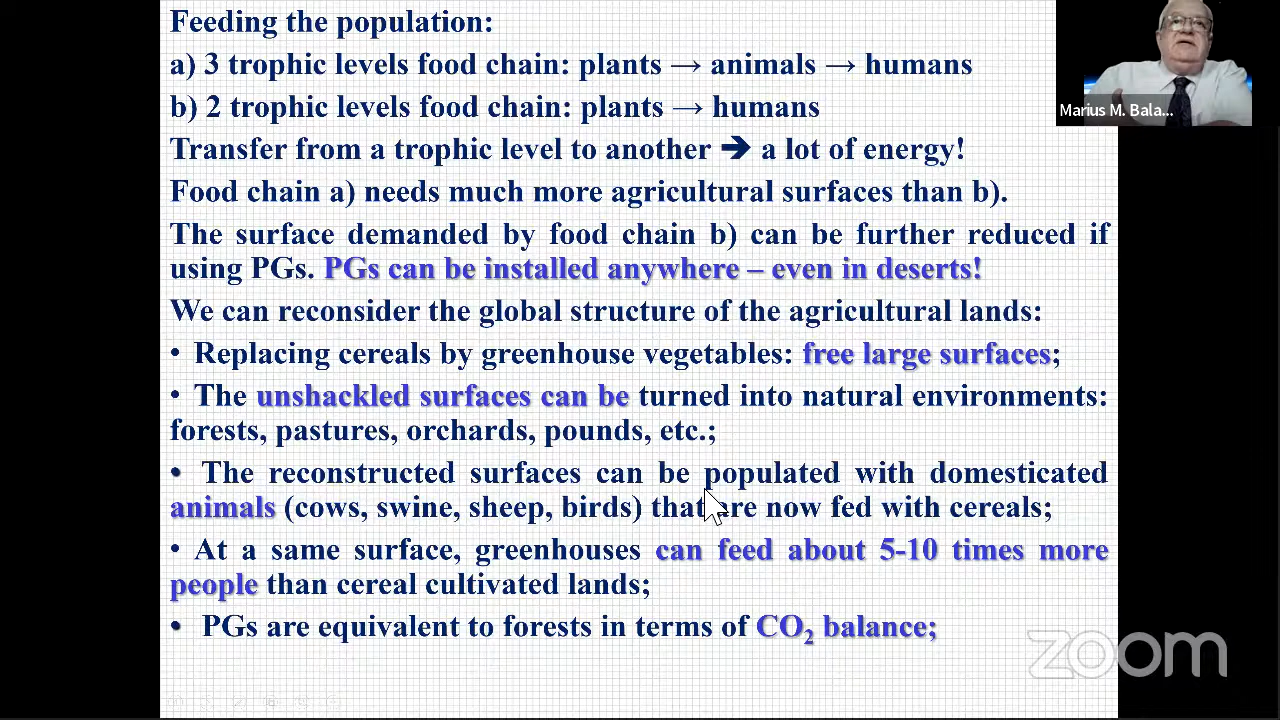 Feeding the population:
a) 3 trophic levels food chain: plants → animals → humans
b) 2 trophic levels food chain: plants → humans
Transfer from a trophic level to another ➔ a lot of energy!
Food chain a) needs much more agricultural surfaces than b).
The surface demanded by food chain b) can be further reduced if
using PGs. PGs can be installed anywhere – even in deserts!
We can reconsider the global structure of the agricultural lands:
• Replacing cereals by greenhouse vegetables: free large surfaces;
• The unshackled surfaces can be turned into natural environments:
forests, pastures, orchards, pounds, etc.;
• The reconstructed surfaces can be populated with domesticated
animals (cows, swine, sheep, birds) that are now fed with cereals;
• At a same surface, greenhouses can feed about 5-10 times more
people than cereal cultivated lands;
• PGs are equivalent to forests in terms of CO₂ balance;
Marius M. Bala...
zoom